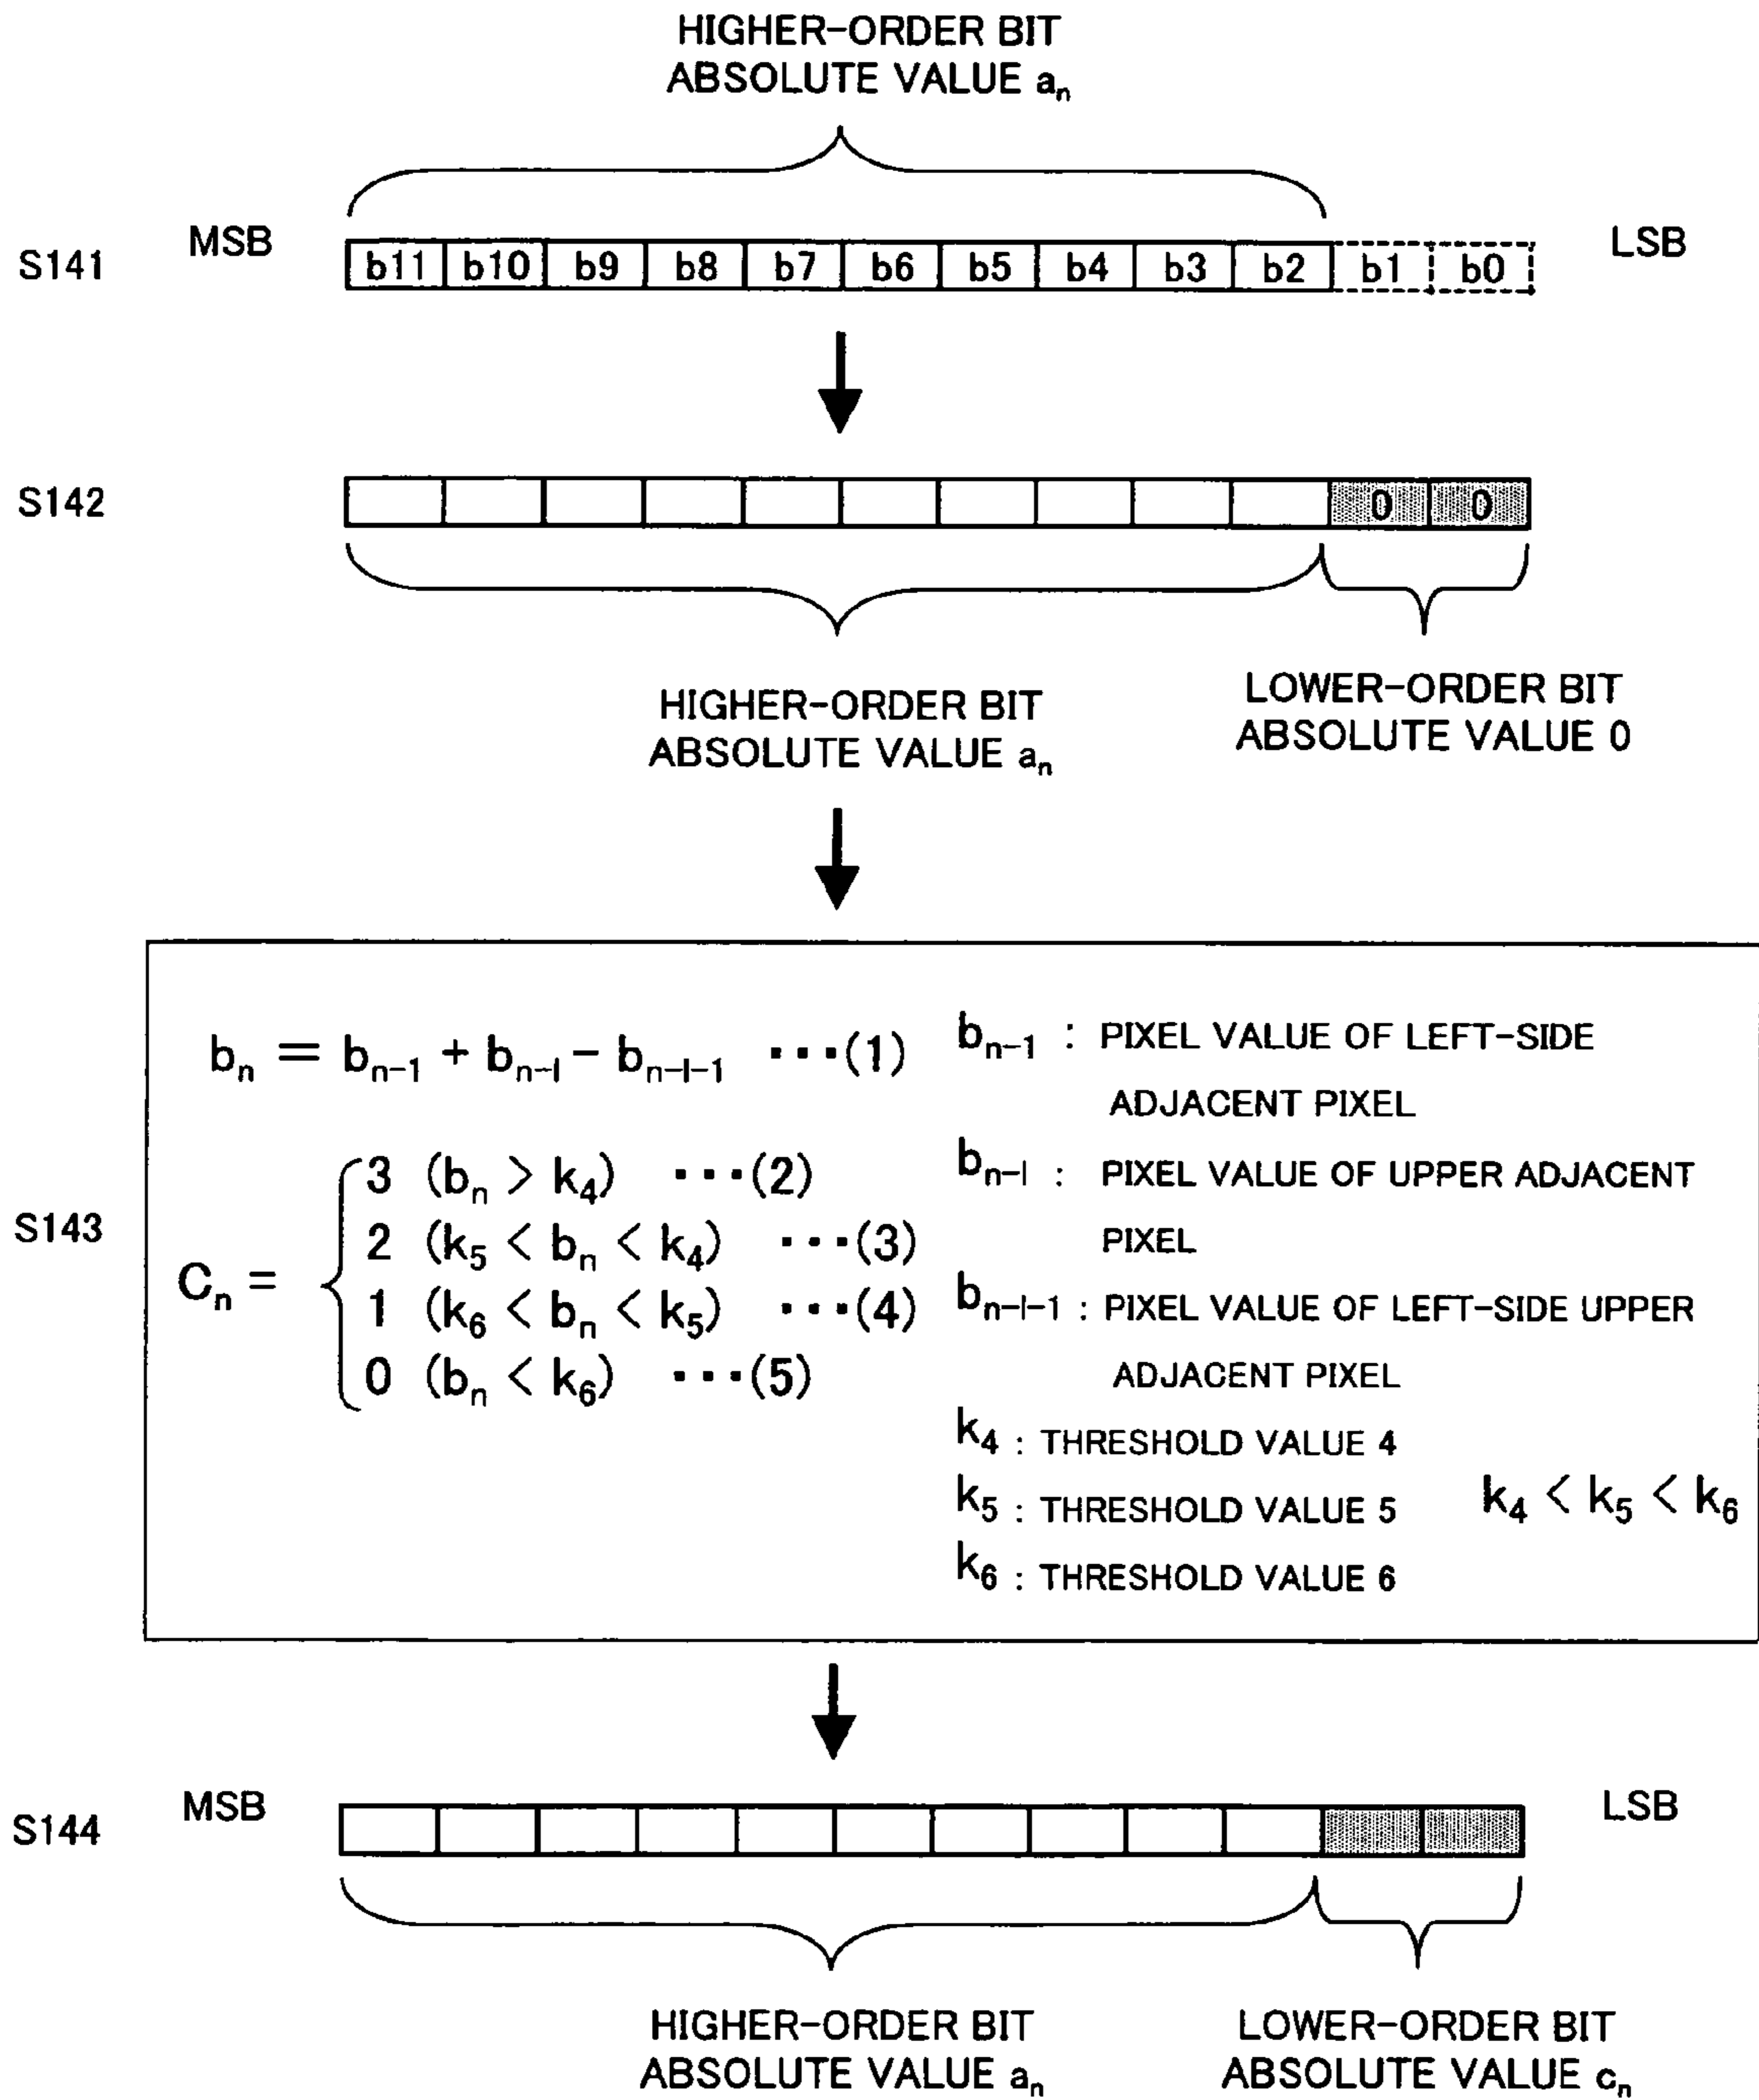 HIGHER-ORDER BIT
ABSOLUTE VALUE aₙ
S141 MSB b11 b10 b9 b8 b7 b6 b5 b4 b3 b2 b1 b0 LSB
S142 0 0
HIGHER-ORDER BIT
ABSOLUTE VALUE aₙ
LOWER-ORDER BIT
ABSOLUTE VALUE 0
S143
bₙ = bₙ₋₁ + bₙ₋ₗ - bₙ₋ₗ₋₁ ···(1)
Cₙ =
3 (bₙ > k₄) ···(2)
2 (k₅ < bₙ < k₄) ···(3)
1 (k₆ < bₙ < k₅) ···(4)
0 (bₙ < k₆) ···(5)
bₙ₋₁ : PIXEL VALUE OF LEFT-SIDE
ADJACENT PIXEL
bₙ₋ₗ : PIXEL VALUE OF UPPER ADJACENT
PIXEL
bₙ₋ₗ₋₁ : PIXEL VALUE OF LEFT-SIDE UPPER
ADJACENT PIXEL
k₄ : THRESHOLD VALUE 4
k₅ : THRESHOLD VALUE 5 k₄ < k₅ < k₆
k₆ : THRESHOLD VALUE 6
S144 MSB LSB
HIGHER-ORDER BIT
ABSOLUTE VALUE aₙ
LOWER-ORDER BIT
ABSOLUTE VALUE cₙ